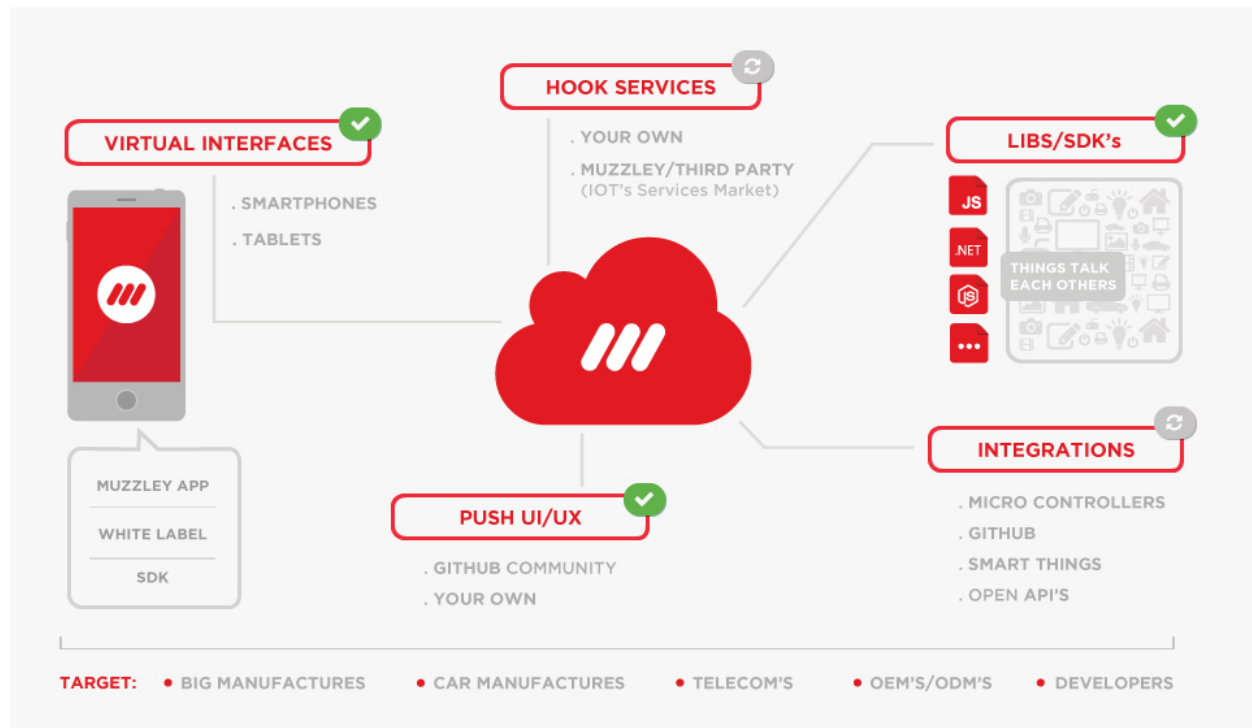 HOOK SERVICES
. YOUR OWN
. MUZZLEY/THIRD PARTY
(IOT's Services Market)
VIRTUAL INTERFACES
. SMARTPHONES
. TABLETS
MUZZLEY APP
WHITE LABEL
SDK
LIBS/SDK's
JS
.NET
JS
THINGS TALK
EACH OTHERS
PUSH UI/UX
. GITHUB COMMUNITY
. YOUR OWN
INTEGRATIONS
. MICRO CONTROLLERS
. GITHUB
. SMART THINGS
. OPEN API'S
TARGET: • BIG MANUFACTURES • CAR MANUFACTURES • TELECOM'S • OEM'S/ODM'S • DEVELOPERS